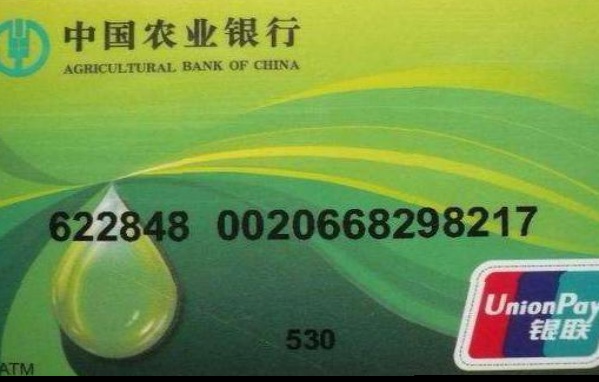 中国农业银行
AGRICULTURAL BANK OF CHINA
622848 0020668298217
530
UnionPay
银联
ATM